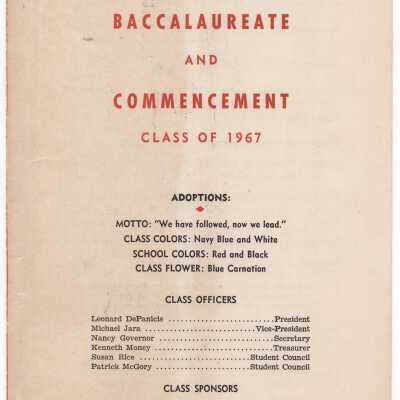 BACCALAUREATE
AND
COMMENCEMENT
CLASS OF 1967
ADOPTIONS:
MOTTO: "We have followed, now we lead."
CLASS COLORS: Navy Blue and White
SCHOOL COLORS: Red and Black
CLASS FLOWER: Blue Carnation
CLASS OFFICERS
Leonard DePanicis ........................ President
Michael Jara ........................ Vice-President
Nancy Governor ........................ Secretary
Kenneth Money ........................ Treasurer
Susan Rice ........................ Student Council
Patrick McGory ........................ Student Council
CLASS SPONSORS